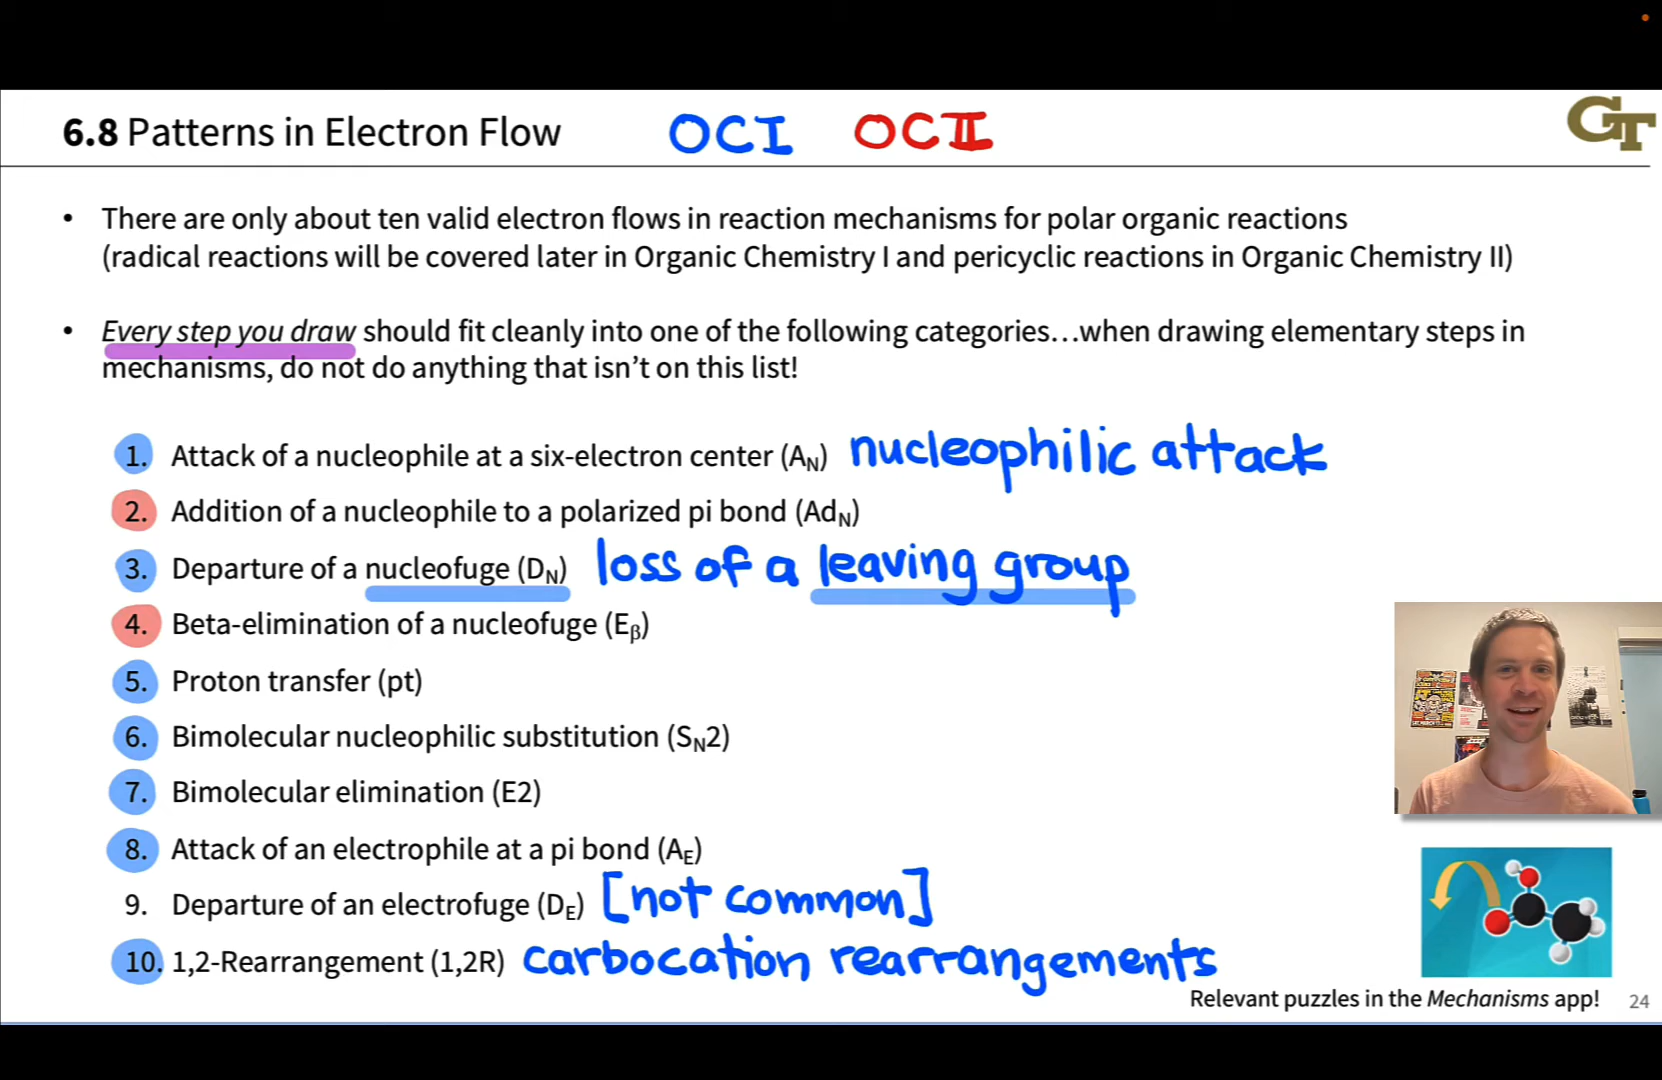 6.8 Patterns in Electron Flow OCI OCII
GT
• There are only about ten valid electron flows in reaction mechanisms for polar organic reactions
(radical reactions will be covered later in Organic Chemistry I and pericyclic reactions in Organic Chemistry II)
• Every step you draw should fit cleanly into one of the following categories…when drawing elementary steps in
mechanisms, do not do anything that isn't on this list!
1. Attack of a nucleophile at a six-electron center (AN) nucleophilic attack
2. Addition of a nucleophile to a polarized pi bond (AdN)
3. Departure of a nucleofuge (DN) loss of a leaving group
4. Beta-elimination of a nucleofuge (Eβ)
5. Proton transfer (pt)
6. Bimolecular nucleophilic substitution (SN2)
7. Bimolecular elimination (E2)
8. Attack of an electrophile at a pi bond (AE)
9. Departure of an electrofuge (DE) [not common]
10. 1,2-Rearrangement (1,2R) carbocation rearrangements
Relevant puzzles in the Mechanisms app! 24